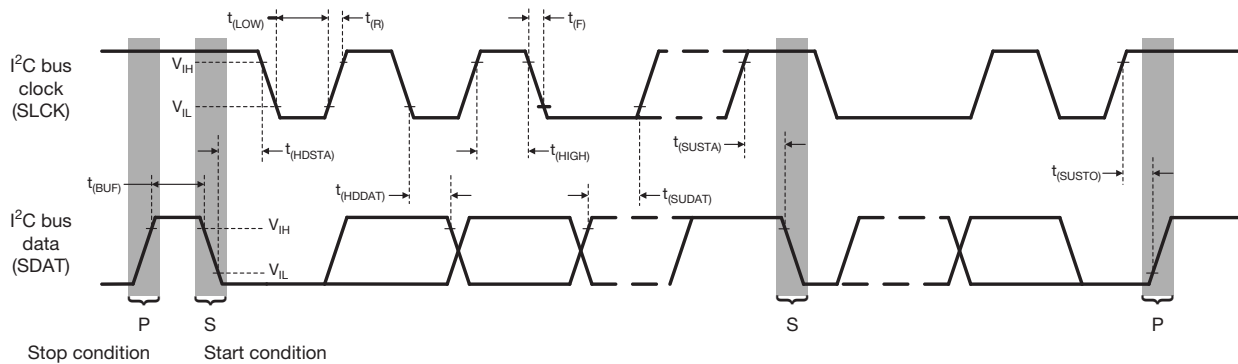 t(LOW) t(R) t(F)
I²C bus
clock
(SLCK)
VIH
VIL
t(HDSTA) t(HIGH) t(SUSTA)
t(BUF) t(HDDAT) t(SUDAT) t(SUSTO)
I²C bus
data
(SDAT)
VIH
VIL
P S S P
Stop condition Start condition